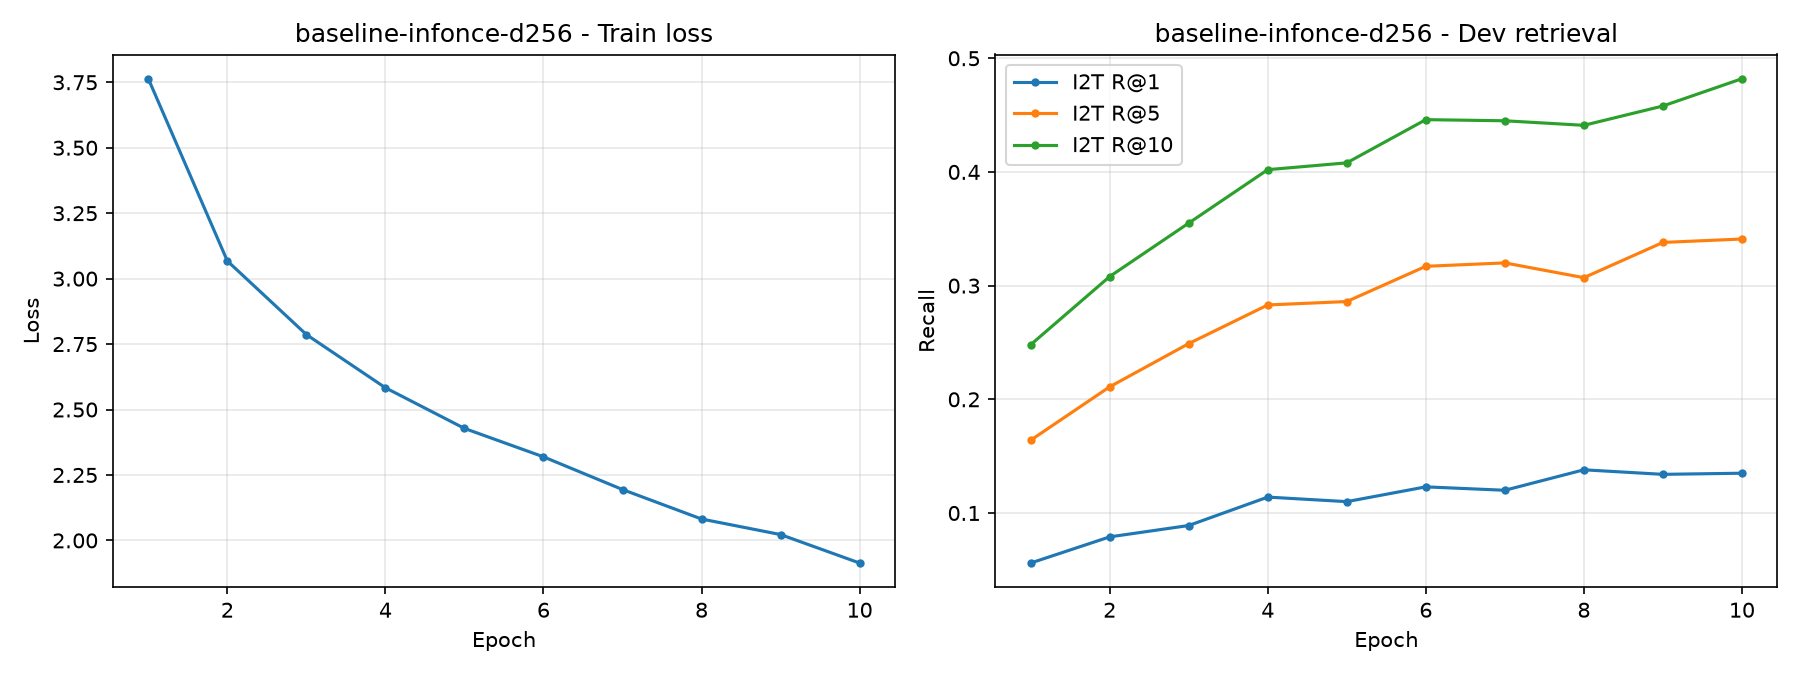 baseline-infonce-d256 - Train loss
3.75
3.50
3.25
3.00
2.75
2.50
2.25
2.00
Loss
2 4 6 8 10
Epoch
baseline-infonce-d256 - Dev retrieval
I2T R@1
I2T R@5
I2T R@10
0.5
0.4
0.3
0.2
0.1
Recall
2 4 6 8 10
Epoch